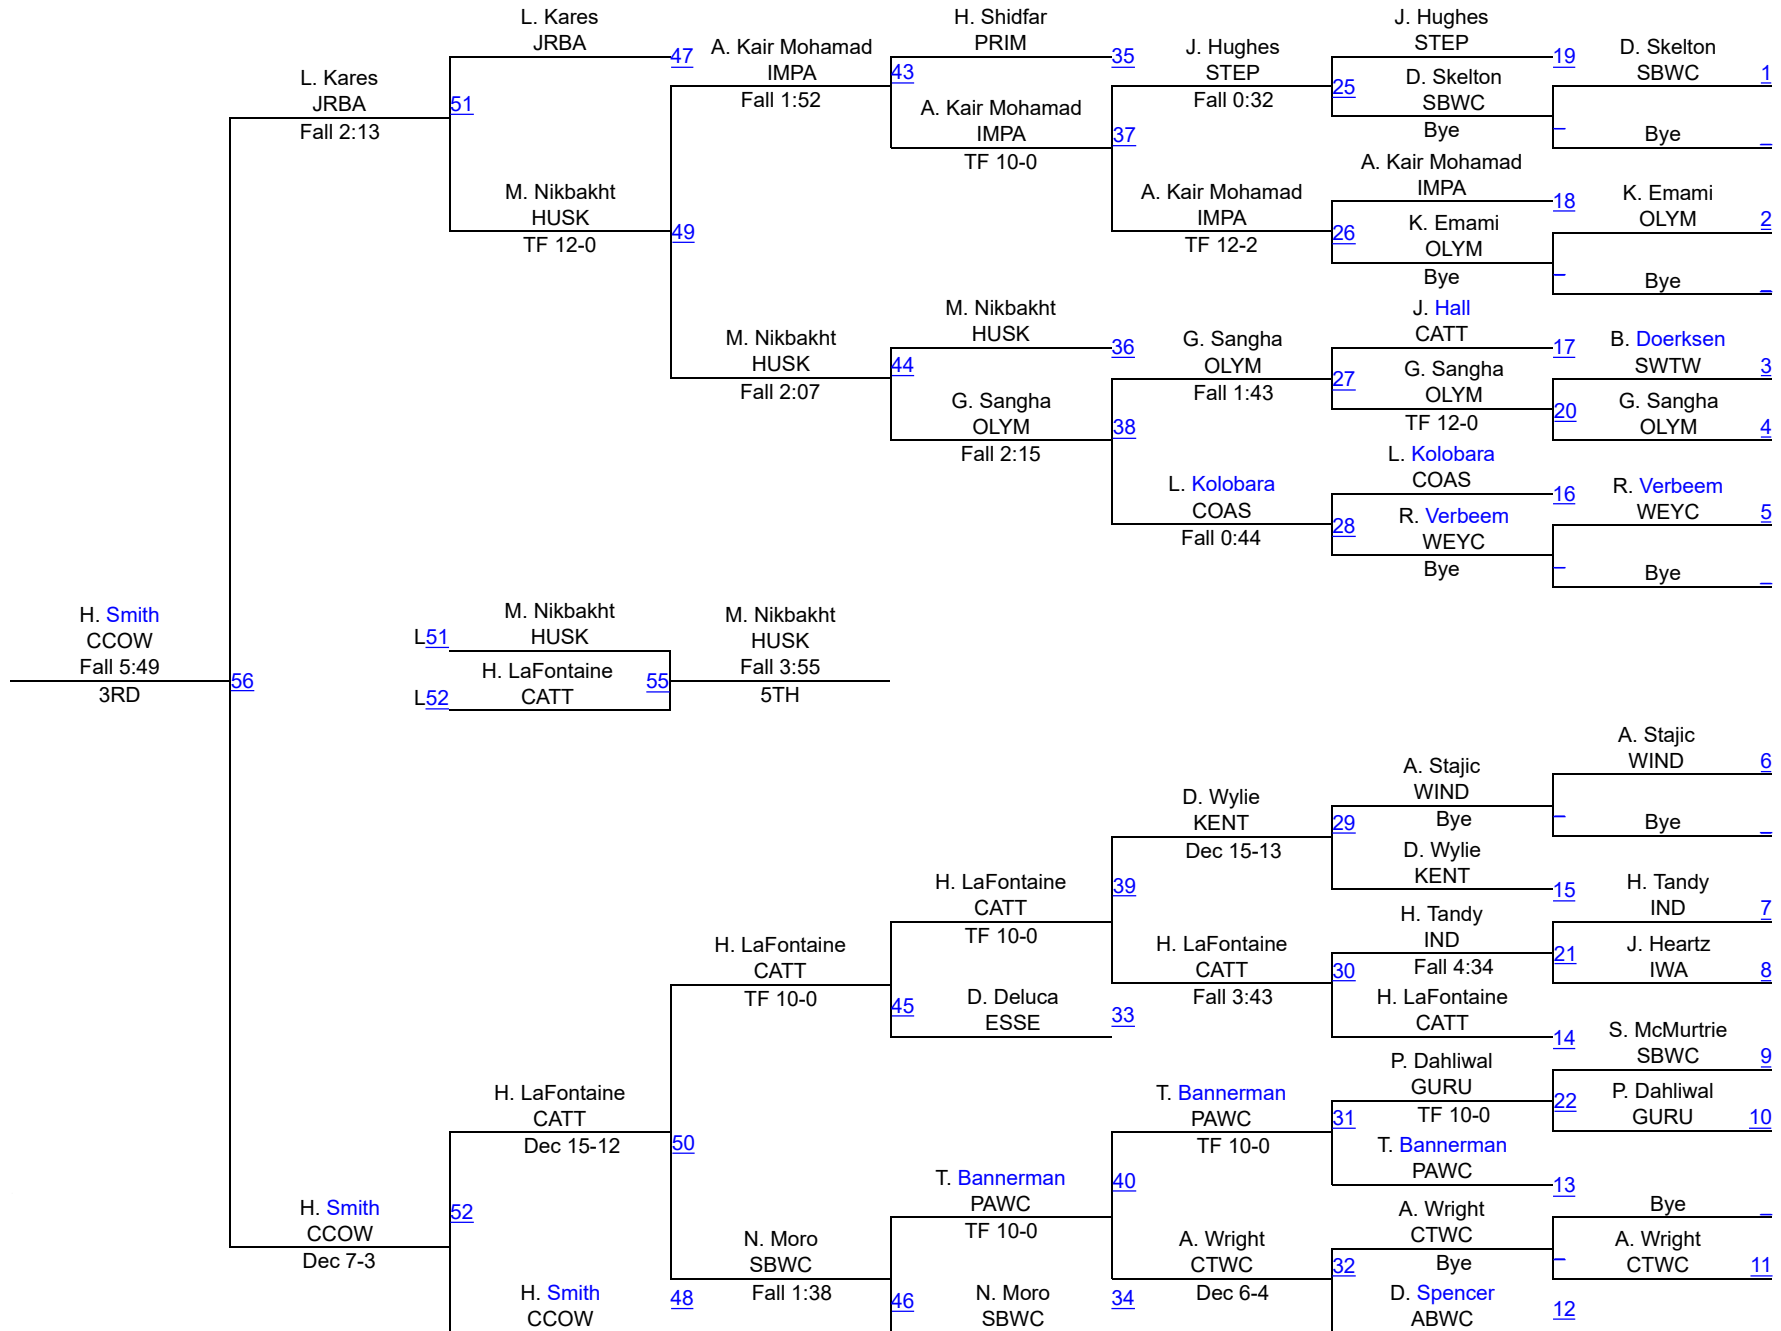 L. Kares
JRBA
47
L. Kares
JRBA
Fall 2:13
51
M. Nikbakht
HUSK
TF 12-0
A. Kair Mohamad
IMPA
Fall 1:52
43
49
M. Nikbakht
HUSK
Fall 2:07
H. Shidfar
PRIM
35
A. Kair Mohamad
IMPA
TF 10-0
37
M. Nikbakht
HUSK
36
44
G. Sangha
OLYM
Fall 2:15
38
J. Hughes
STEP
Fall 0:32
25
A. Kair Mohamad
IMPA
TF 12-2
26
G. Sangha
OLYM
Fall 1:43
27
L. Kolobara
COAS
Fall 0:44
28
J. Hughes
STEP
19
D. Skelton
SBWC
Bye
A. Kair Mohamad
IMPA
18
K. Emami
OLYM
Bye
J. Hall
CATT
17
G. Sangha
OLYM
TF 12-0
20
L. Kolobara
COAS
16
R. Verbeem
WEYC
Bye
D. Skelton
SBWC
1
Bye
K. Emami
OLYM
2
Bye
B. Doerksen
SWTW
3
G. Sangha
OLYM
4
R. Verbeem
WEYC
5
Bye
H. Smith
CCOW
Fall 5:49
3RD
56
L51
M. Nikbakht
HUSK
L52
H. LaFontaine
CATT
55
M. Nikbakht
HUSK
Fall 3:55
5TH
H. Smith
CCOW
Dec 7-3
52
H. LaFontaine
CATT
Dec 15-12
50
H. Smith
CCOW
48
H. LaFontaine
CATT
TF 10-0
45
N. Moro
SBWC
Fall 1:38
46
H. LaFontaine
CATT
TF 10-0
39
D. Deluca
ESSE
33
T. Bannerman
PAWC
TF 10-0
40
N. Moro
SBWC
34
D. Wylie
KENT
Dec 15-13
29
H. LaFontaine
CATT
Fall 3:43
30
T. Bannerman
PAWC
TF 10-0
31
A. Wright
CTWC
Dec 6-4
32
A. Stajic
WIND
Bye
D. Wylie
KENT
15
H. Tandy
IND
Fall 4:34
21
H. LaFontaine
CATT
14
P. Dahliwal
GURU
TF 10-0
22
T. Bannerman
PAWC
13
A. Wright
CTWC
Bye
D. Spencer
ABWC
12
A. Stajic
WIND
6
Bye
H. Tandy
IND
7
J. Heartz
IWA
8
S. McMurtrie
SBWC
9
P. Dahliwal
GURU
10
Bye
A. Wright
CTWC
11